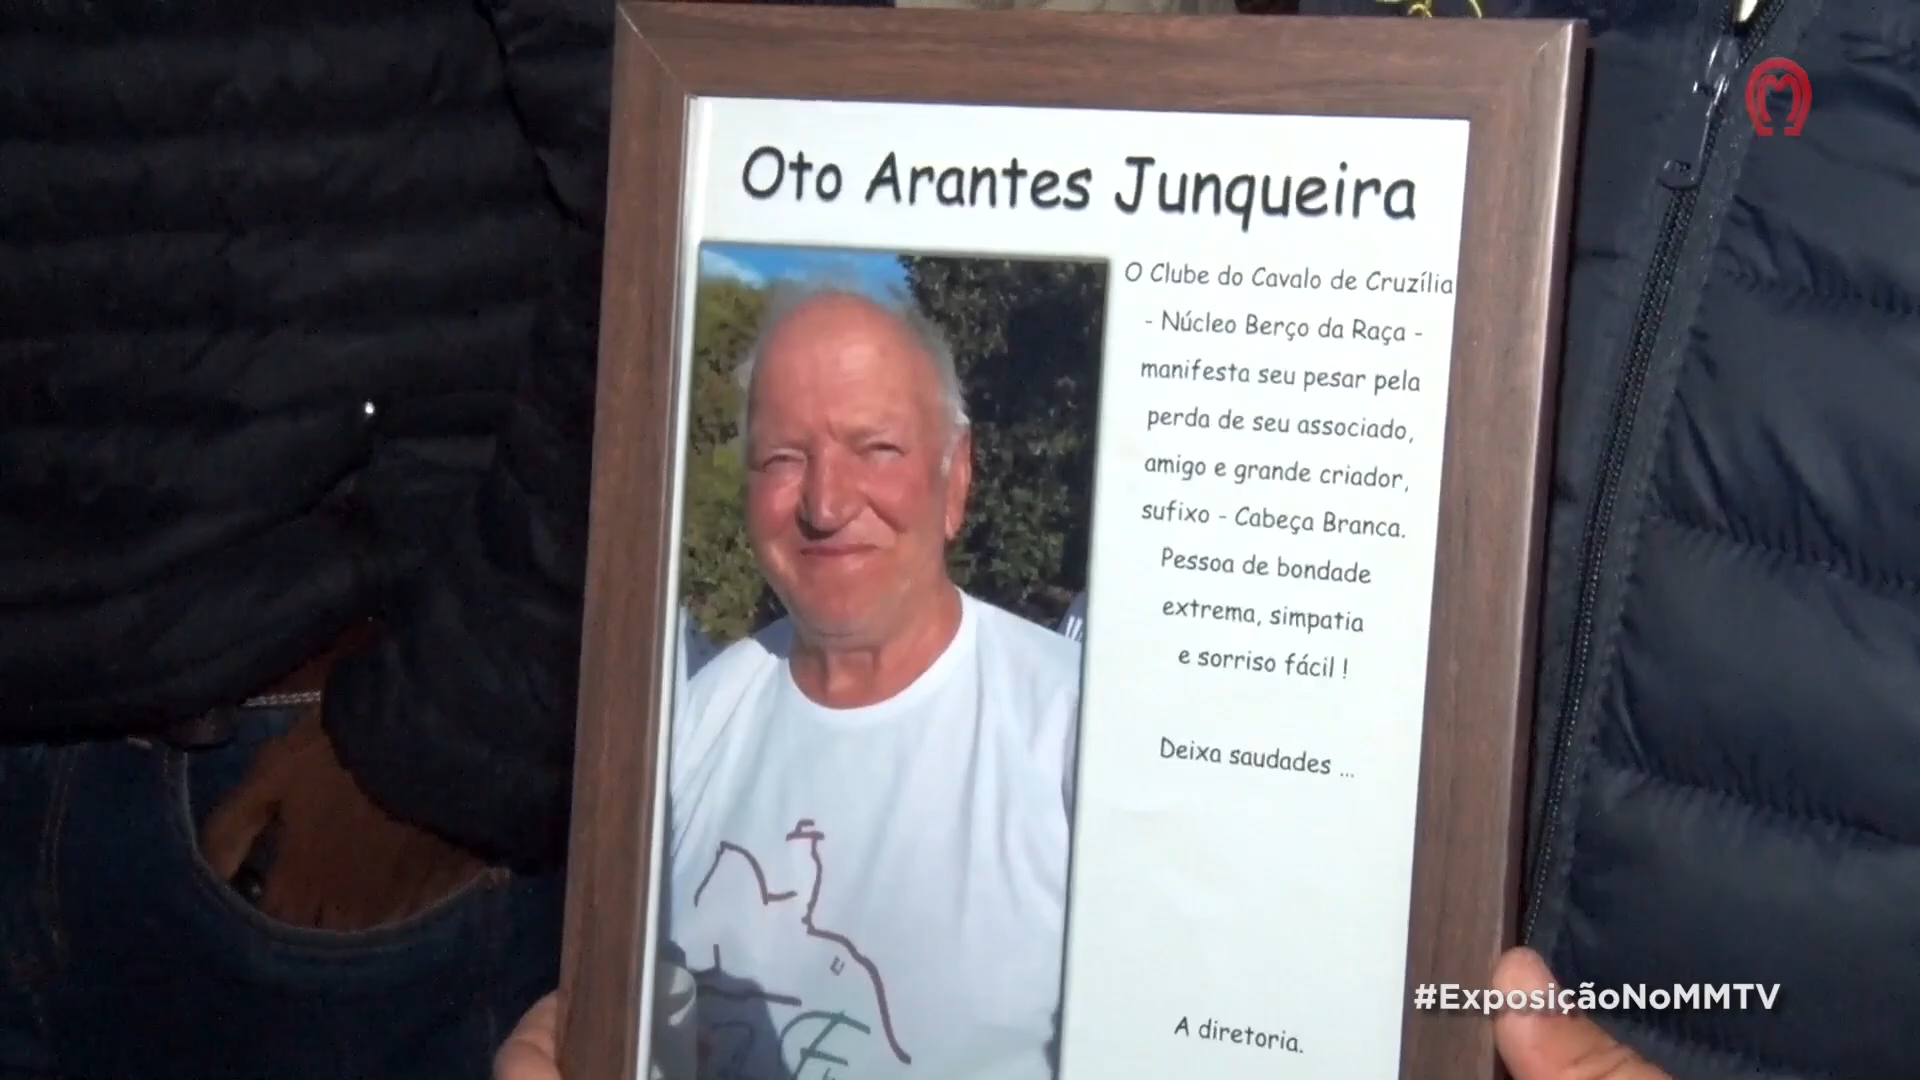 Oto Arantes Junqueira
O Clube do Cavalo de Cruzília
- Núcleo Berço da Raça -
manifesta seu pesar pela
perda de seu associado,
amigo e grande criador,
sufixo - Cabeça Branca.
Pessoa de bondade
extrema, simpatia
e sorriso fácil !
Deixa saudades ...
A diretoria.
#ExposiçãoNoMMTV